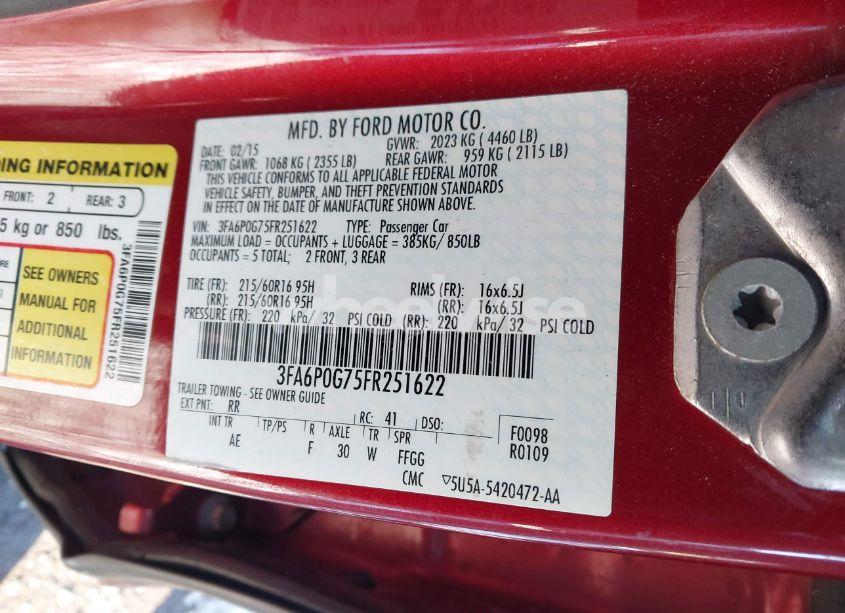 DING INFORMATION
FRONT: 2 REAR: 3
5 kg or 850 lbs.
SEE OWNERS
MANUAL FOR
ADDITIONAL
INFORMATION
3FA6P0G75FR251622
MFD. BY FORD MOTOR CO.
DATE: 02/15 GVWR: 2023 KG ( 4460 LB)
FRONT GAWR: 1068 KG ( 2355 LB) REAR GAWR: 959 KG ( 2115 LB)
THIS VEHICLE CONFORMS TO ALL APPLICABLE FEDERAL MOTOR
VEHICLE SAFETY, BUMPER, AND THEFT PREVENTION STANDARDS
IN EFFECT ON THE DATE OF MANUFACTURE SHOWN ABOVE.
VIN: 3FA6P0G75FR251622 TYPE: Passenger Car
MAXIMUM LOAD = OCCUPANTS + LUGGAGE = 385KG/ 850LB
OCCUPANTS = 5 TOTAL; 2 FRONT, 3 REAR
TIRE (FR): 215/60R16 95H RIMS (FR): 16x6.5J
(RR): 215/60R16 95H (RR): 16x6.5J
PRESSURE (FR): 220 kPa/ 32 PSI COLD (RR): 220 kPa/ 32 PSI COLD
3FA6P0G75FR251622
TRAILER TOWING - SEE OWNER GUIDE
EXT PNT: RR RC: 41 DSO: F0098
INT TR TP/PS R AXLE TR SPR R0109
AE F 30 W FFGG
CMC ▽5U5A-5420472-AA